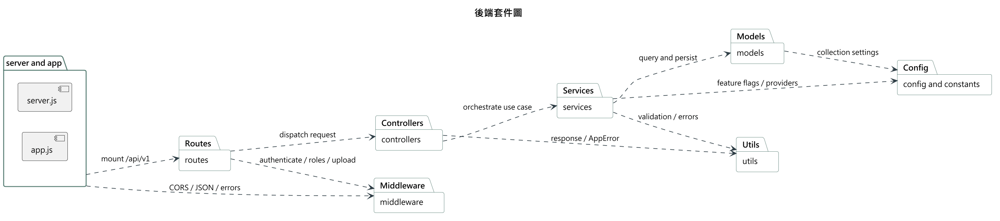 後端套件圖
server and app
server.js
app.js
mount /api/v1
CORS / JSON / errors
Routes
routes
dispatch request
authenticate / roles / upload
Controllers
controllers
Middleware
middleware
orchestrate use case
response / AppError
Services
services
query and persist
feature flags / providers
validation / errors
Models
models
Utils
utils
collection settings
Config
config and constants